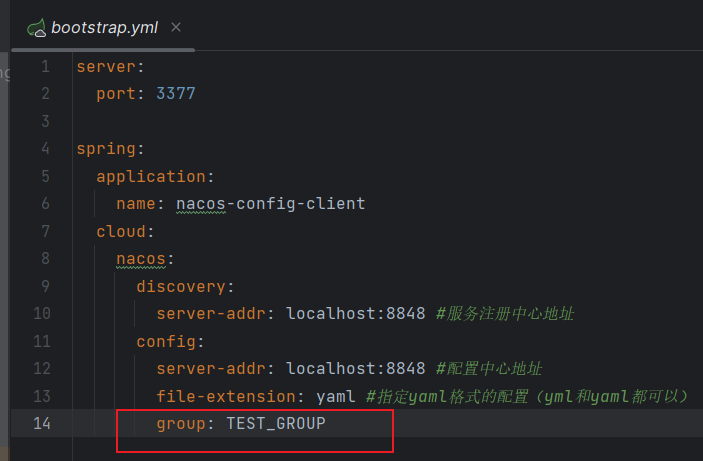 bootstrap.yml ×
1 server:
2 port: 3377
3
4 spring:
5 application:
6 name: nacos-config-client
7 cloud:
8 nacos:
9 discovery:
10 server-addr: localhost:8848 #服务注册中心地址
11 config:
12 server-addr: localhost:8848 #配置中心地址
13 file-extension: yaml #指定yaml格式的配置（yml和yaml都可以）
14 group: TEST_GROUP